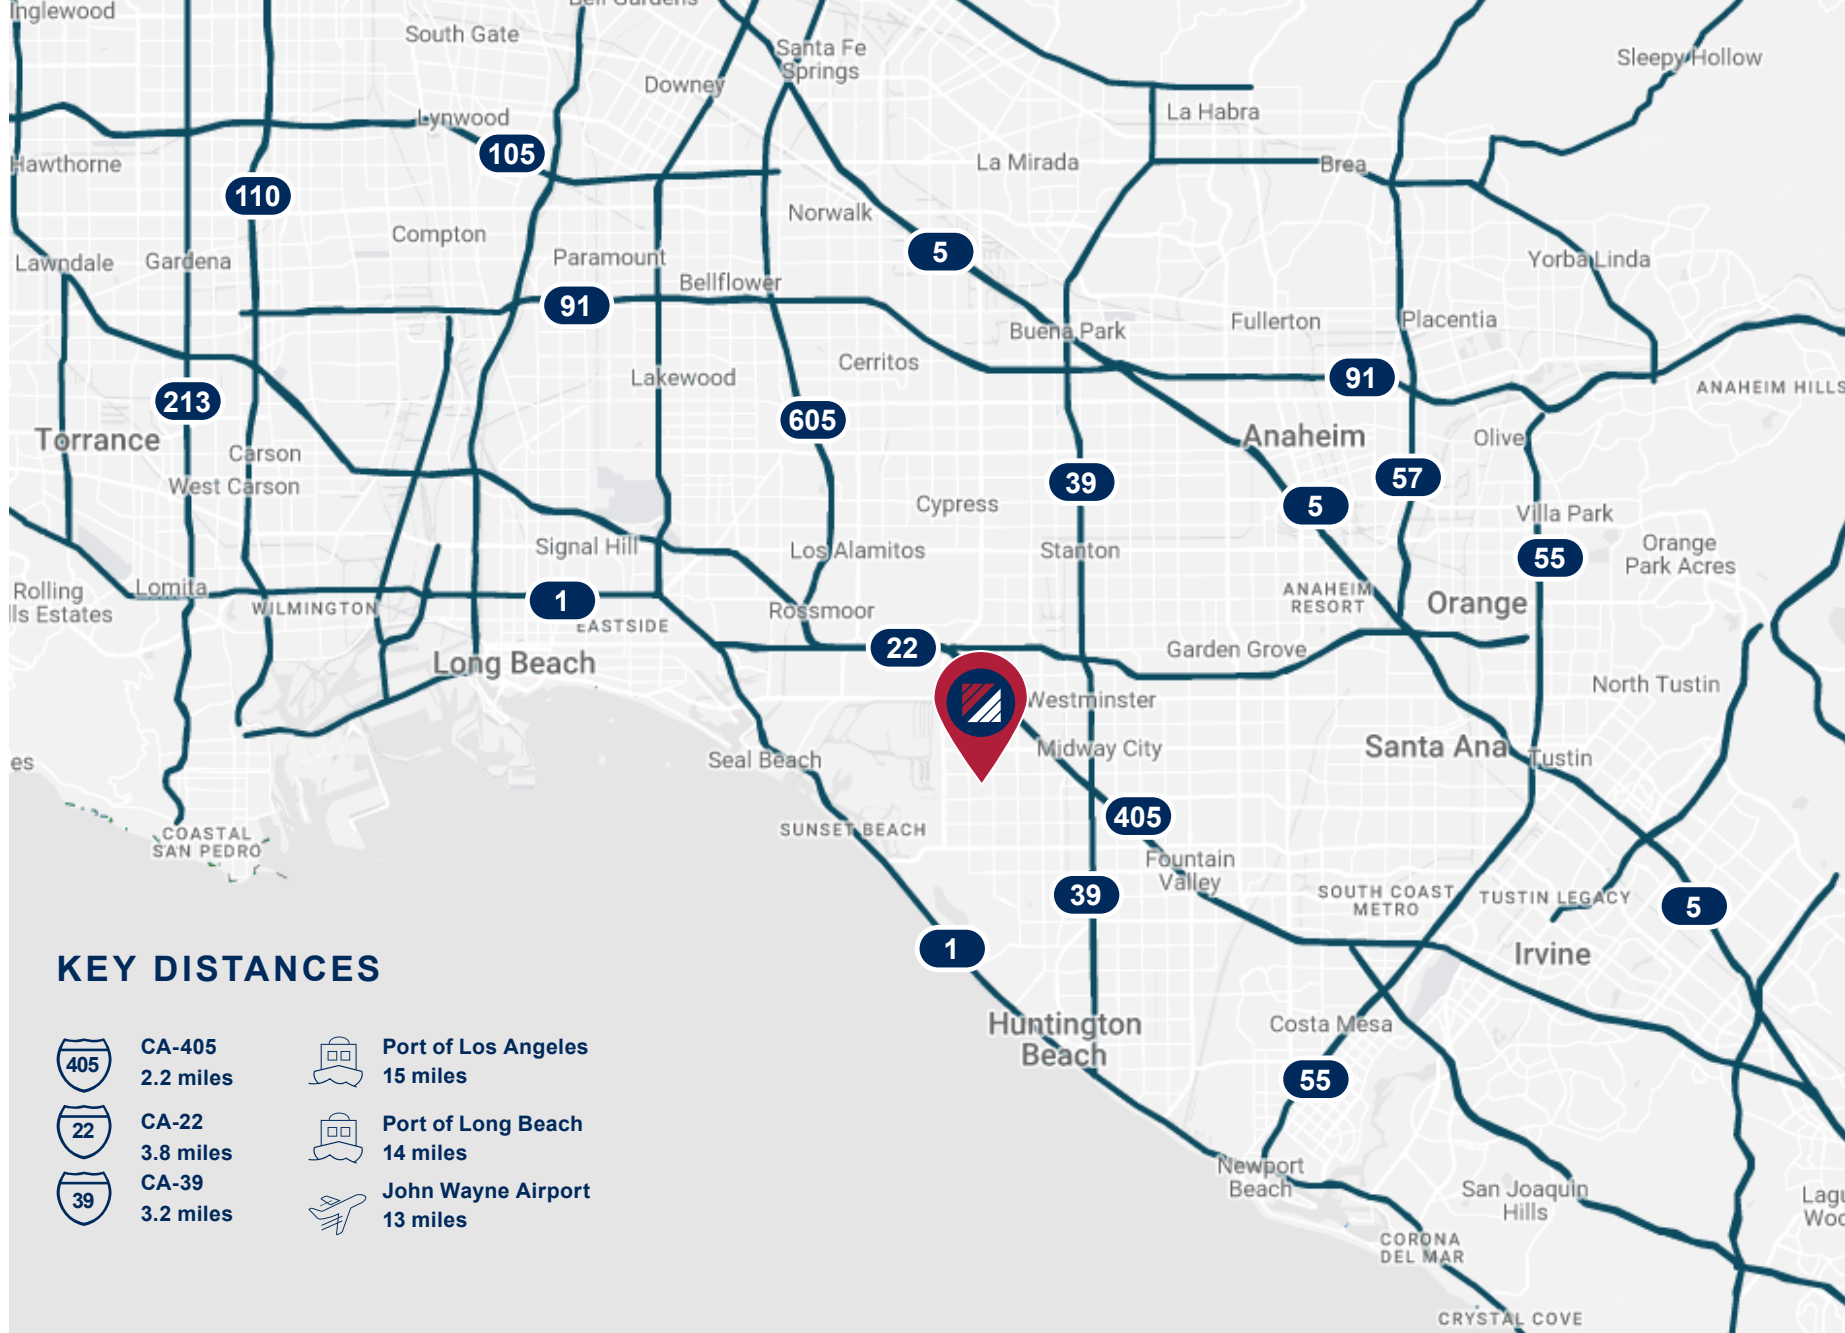 Inglewood
South Gate
Santa Fe
Springs
Downey
Sleepy Hollow
Lynwood
La Habra
105
Hawthorne
La Mirada
Brea
110
Norwalk
Compton
5
Lawndale
Gardena
Paramount
Bellflower
Yorba Linda
91
Buena Park
Fullerton
Placentia
Cerritos
Lakewood
91
ANAHEIM HILLS
213
605
Torrance
Anaheim
Olive
Carson
West Carson
39
57
Cypress
5
Villa Park
Signal Hill
Los Alamitos
Stanton
55
Orange
Park Acres
Rolling
lls Estates
Lomita
WILMINGTON
1
EASTSIDE
Rossmoor
ANAHEIM
RESORT
Orange
22
Garden Grove
Long Beach
Westminster
North Tustin
Seal Beach
Midway City
Santa Ana
Tustin
es
405
SUNSET BEACH
COASTAL
SAN PEDRO
Fountain
Valley
39
SOUTH COAST
METRO
TUSTIN LEGACY
5
1
Irvine
Huntington
Beach
Costa Mesa
55
Newport
Beach
San Joaquin
Hills
Lagu
Woo
CORONA
DEL MAR
CRYSTAL COVE
KEY DISTANCES
405
CA-405
2.2 miles
22
CA-22
3.8 miles
39
CA-39
3.2 miles
Port of Los Angeles
15 miles
Port of Long Beach
14 miles
John Wayne Airport
13 miles